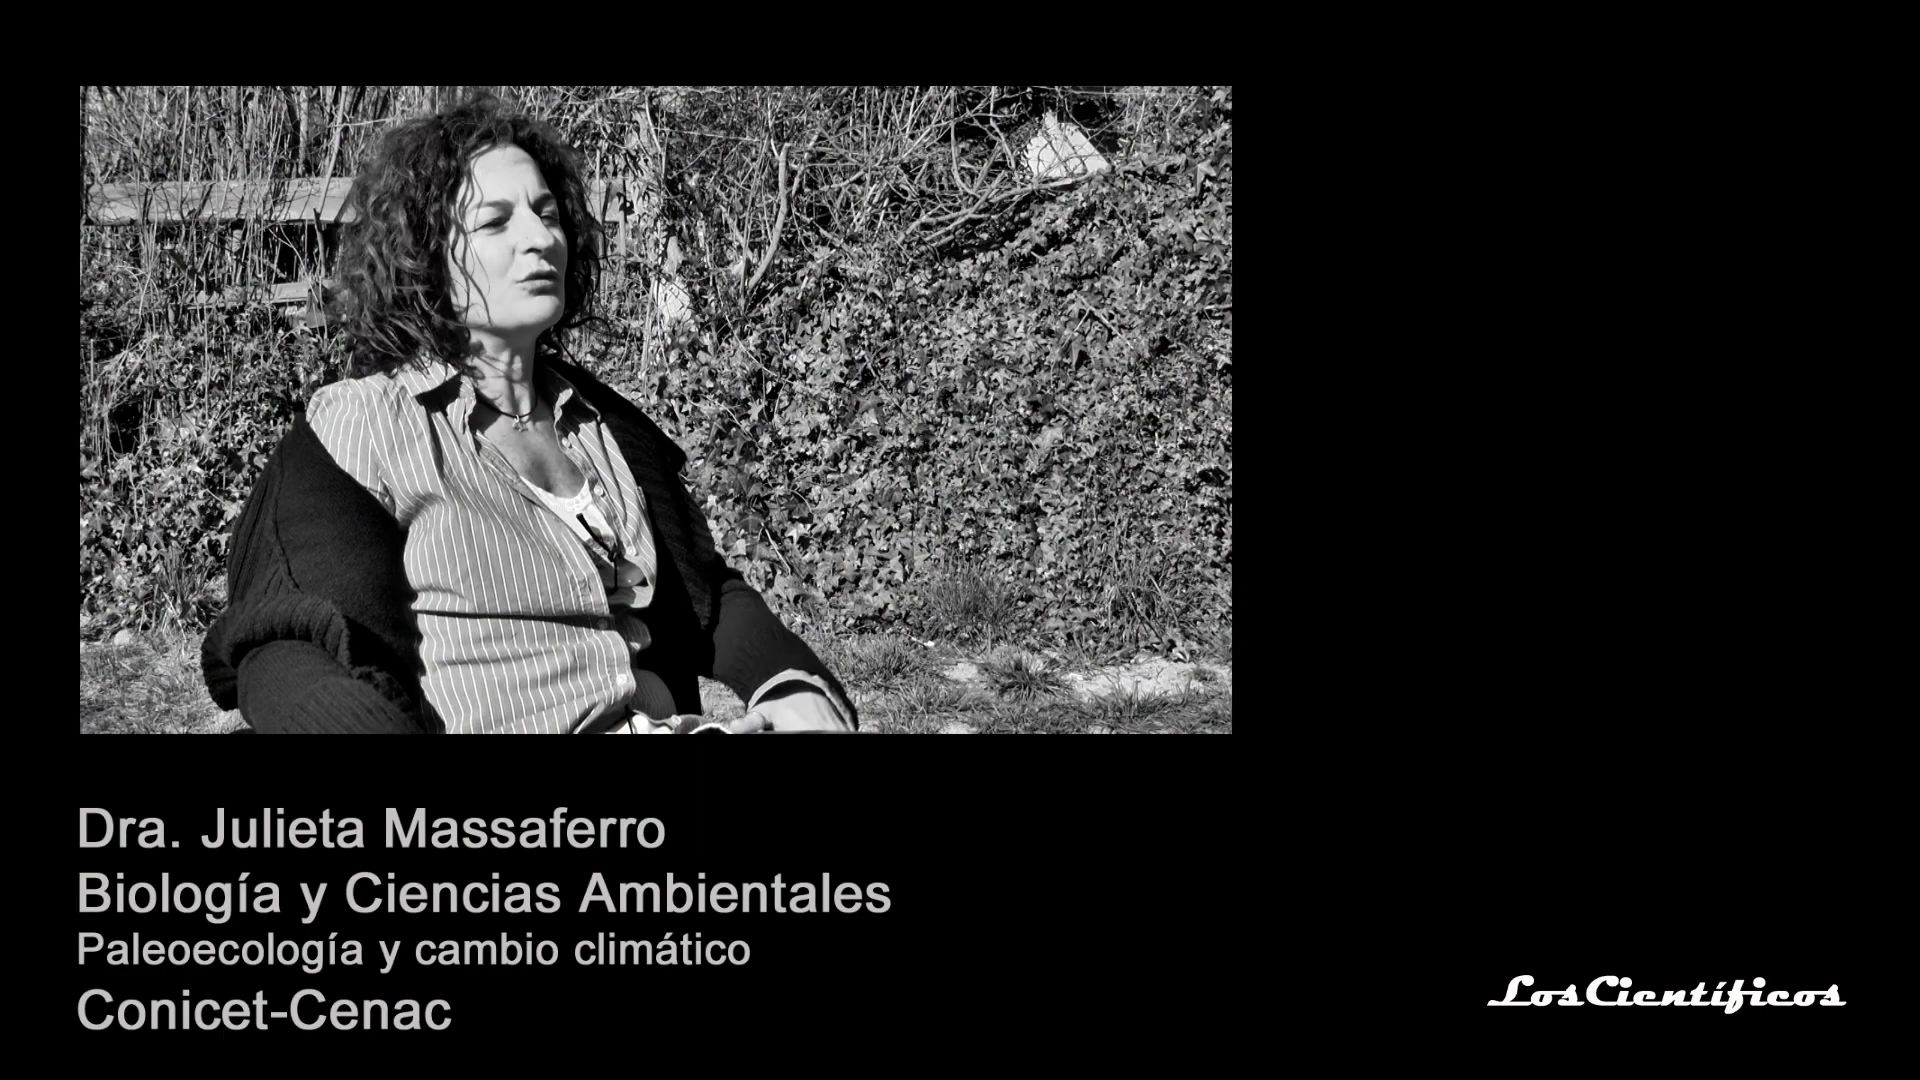 Dra. Julieta Massaferro
Biología y Ciencias Ambientales
Paleoecología y cambio climático
Conicet-Cenac
LosCientíficos